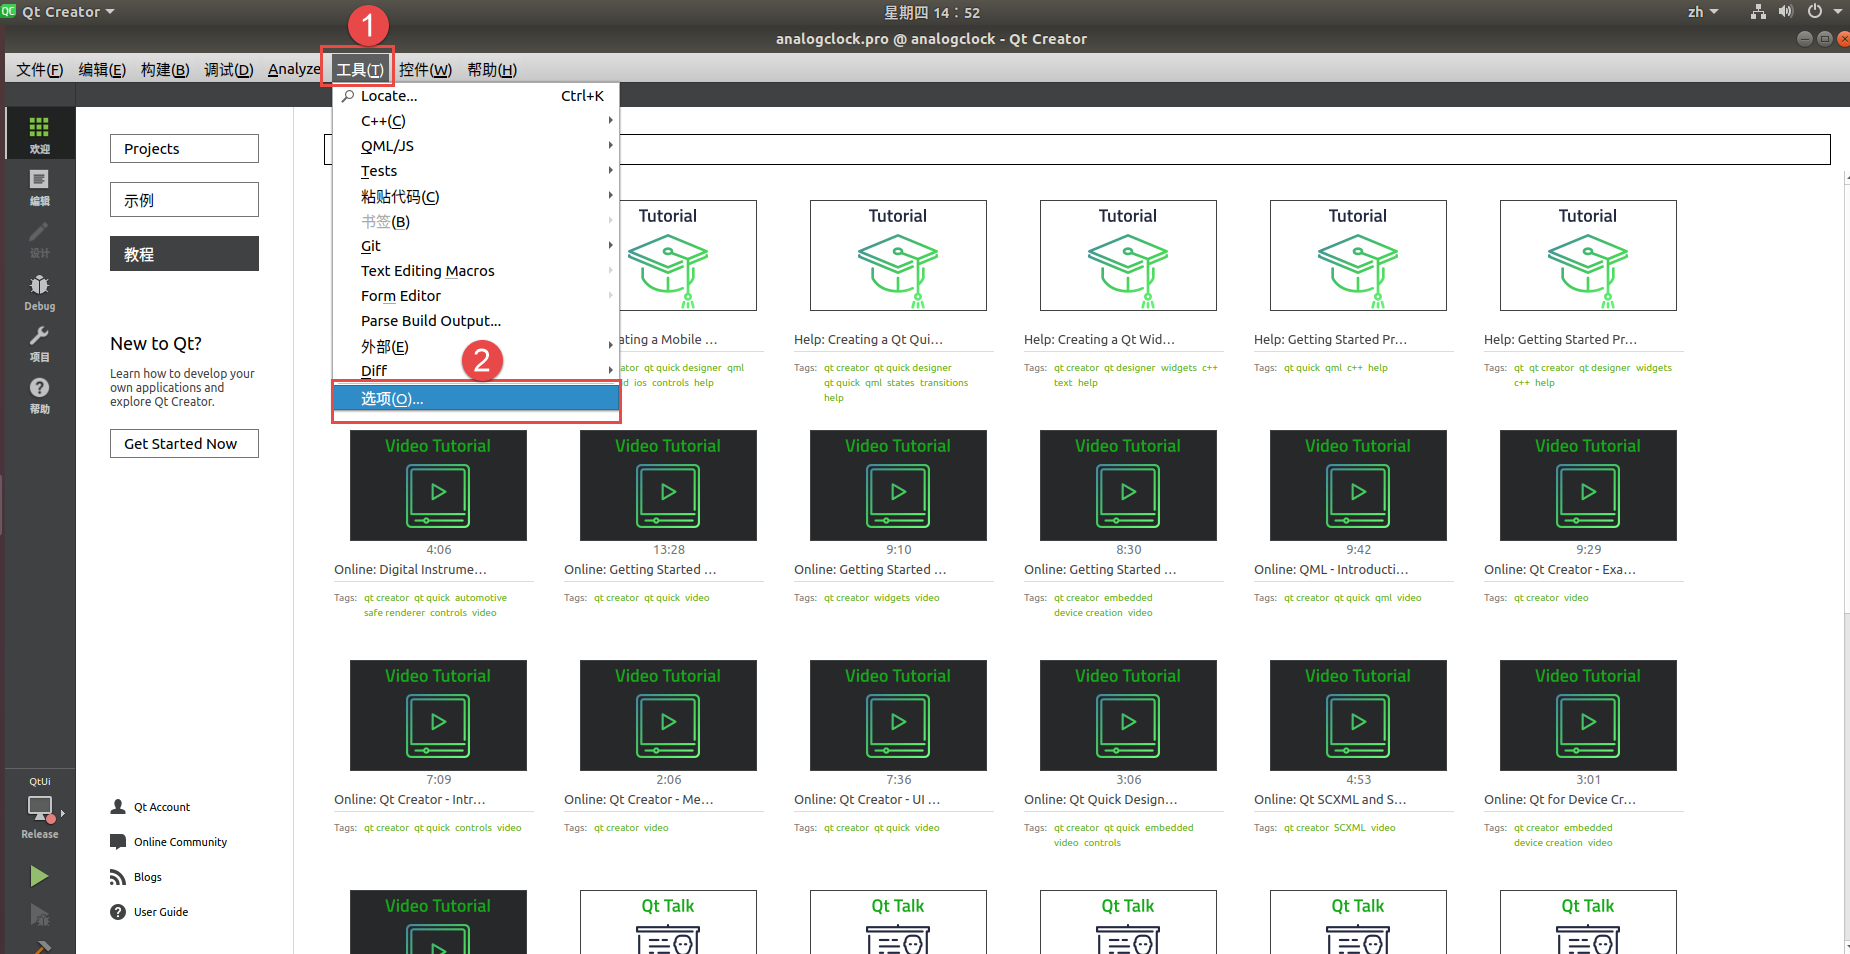 Qt Creator
星期四 14：52
zh
analogclock.pro @ analogclock - Qt Creator
1
文件(F) 编辑(E) 构建(B) 调试(D) Analyze 工具(T) 控件(W) 帮助(H)
Locate... Ctrl+K
C++(C)
QML/JS
Tests
粘贴代码(C)
书签(B)
Git
Text Editing Macros
Form Editor
Parse Build Output...
外部(E)
2
Diff
选项(O)...
欢迎
编辑
设计
Debug
项目
帮助
QtUi
Release
Projects
示例
教程
New to Qt?
Learn how to develop your
own applications and
explore Qt Creator.
Get Started Now
Qt Account
Online Community
Blogs
User Guide
Tutorial Tutorial Tutorial Tutorial Tutorial
ating a Mobile ... Help: Creating a Qt Qui... Help: Creating a Qt Wid... Help: Getting Started Pr... Help: Getting Started Pr...
ator qt quick designer qml
d ios controls help
Tags: qt creator qt quick designer
qt quick qml states transitions
help
Tags: qt creator qt designer widgets c++
text help
Tags: qt quick qml c++ help
Tags: qt qt creator qt designer widgets
c++ help
Video Tutorial Video Tutorial Video Tutorial Video Tutorial Video Tutorial Video Tutorial
4:06 13:28 9:10 8:30 9:42 9:29
Online: Digital Instrume... Online: Getting Started ... Online: Getting Started ... Online: Getting Started ... Online: QML - Introducti... Online: Qt Creator - Exa...
Tags: qt creator qt quick automotive
safe renderer controls video
Tags: qt creator qt quick video
Tags: qt creator widgets video
Tags: qt creator embedded
device creation video
Tags: qt creator qt quick qml video
Tags: qt creator video
Video Tutorial Video Tutorial Video Tutorial Video Tutorial Video Tutorial Video Tutorial
7:09 2:06 7:36 3:06 4:53 3:01
Online: Qt Creator - Intr... Online: Qt Creator - Me... Online: Qt Creator - UI ... Online: Qt Quick Design... Online: Qt SCXML and S... Online: Qt for Device Cr...
Tags: qt creator qt quick controls video
Tags: qt creator video
Tags: qt creator qt quick video
Tags: qt creator qt quick embedded
video controls
Tags: qt creator SCXML video
Tags: qt creator embedded
device creation video
Video Tutorial Qt Talk Qt Talk Qt Talk Qt Talk Qt Talk